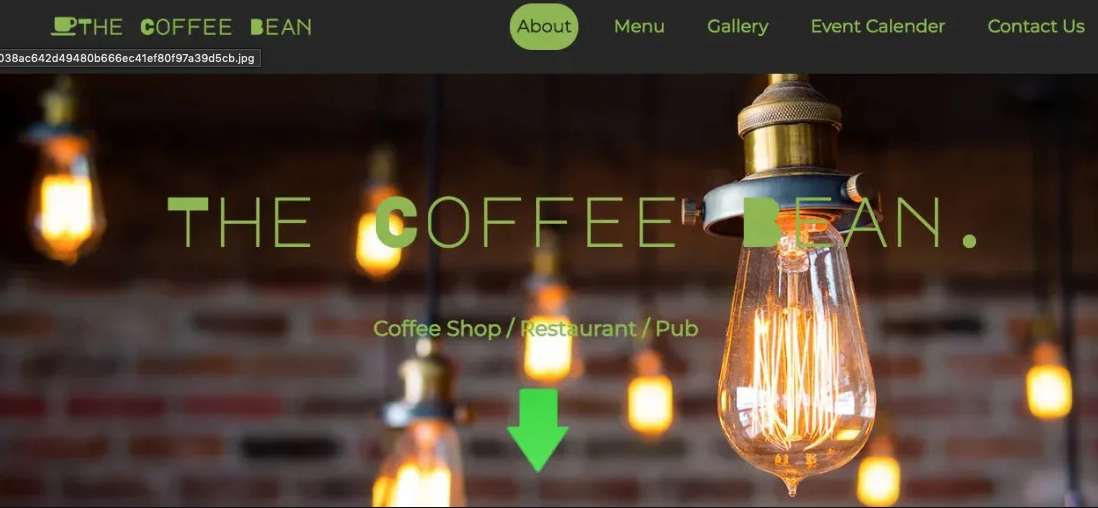 The Coffee Bean
About
Menu
Gallery
Event Calender
Contact Us
038ac642d49480b666ec41ef80f97a39d5cb.jpg
The Coffee Bean.
Coffee Shop / Restaurant / Pub